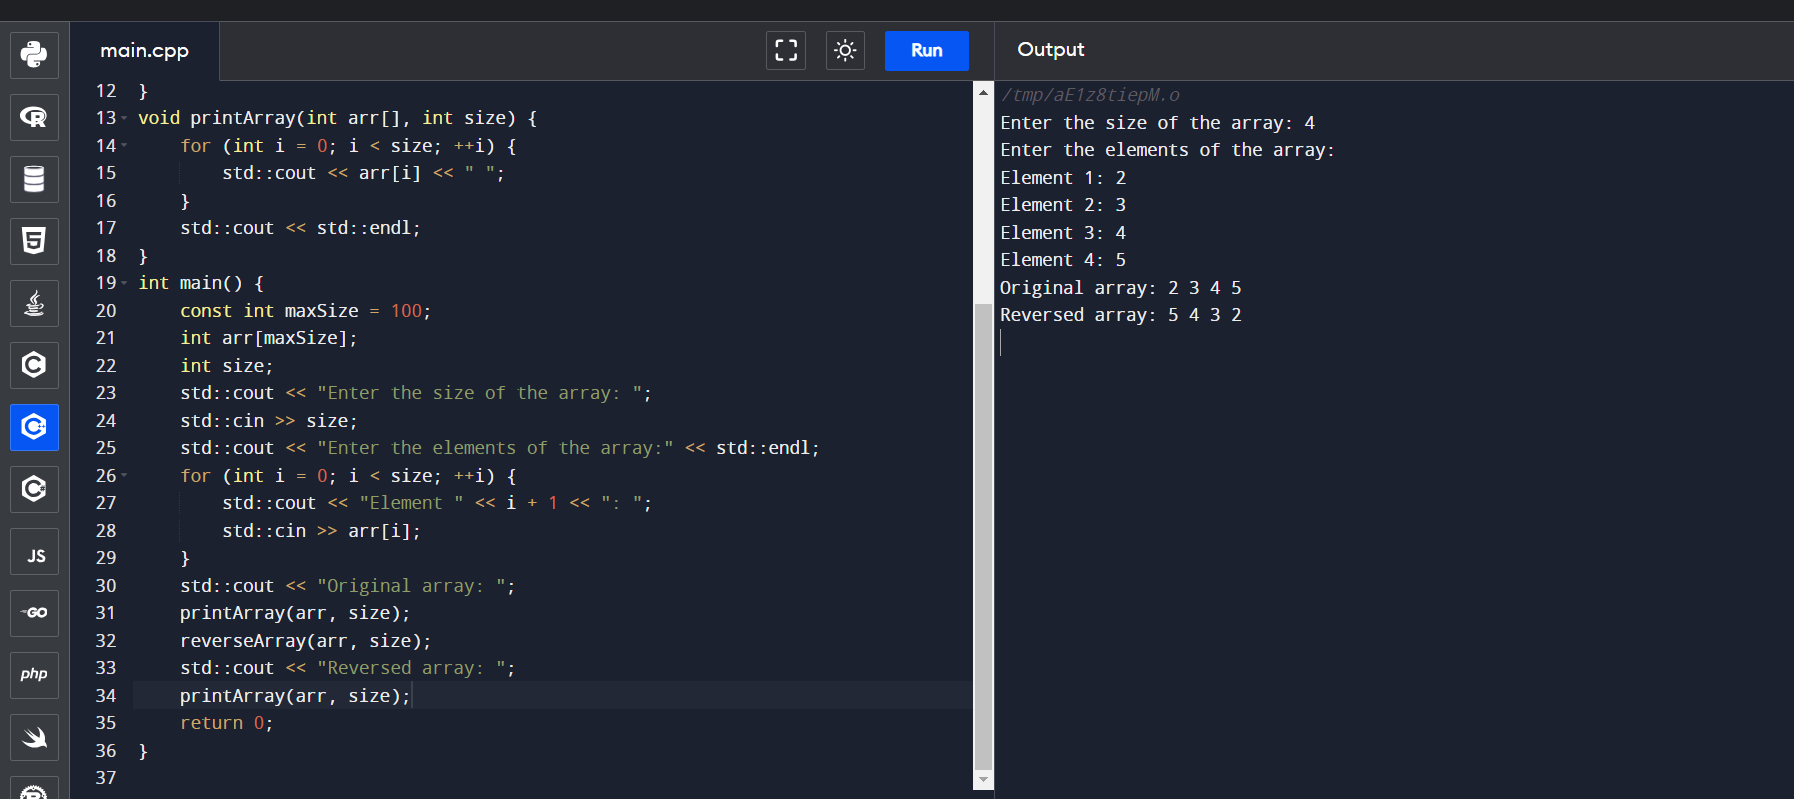 main.cpp
Run
Output
12 }
13 void printArray(int arr[], int size) {
14     for (int i = 0; i < size; ++i) {
15         std::cout << arr[i] << " ";
16     }
17     std::cout << std::endl;
18 }
19 int main() {
20     const int maxSize = 100;
21     int arr[maxSize];
22     int size;
23     std::cout << "Enter the size of the array: ";
24     std::cin >> size;
25     std::cout << "Enter the elements of the array:" << std::endl;
26     for (int i = 0; i < size; ++i) {
27         std::cout << "Element " << i + 1 << ": ";
28         std::cin >> arr[i];
29     }
30     std::cout << "Original array: ";
31     printArray(arr, size);
32     reverseArray(arr, size);
33     std::cout << "Reversed array: ";
34     printArray(arr, size);
35     return 0;
36 }
37
/tmp/aE1z8tiepM.o
Enter the size of the array: 4
Enter the elements of the array:
Element 1: 2
Element 2: 3
Element 3: 4
Element 4: 5
Original array: 2 3 4 5
Reversed array: 5 4 3 2
R
5
C
C++
C#
JS
GO
php
R